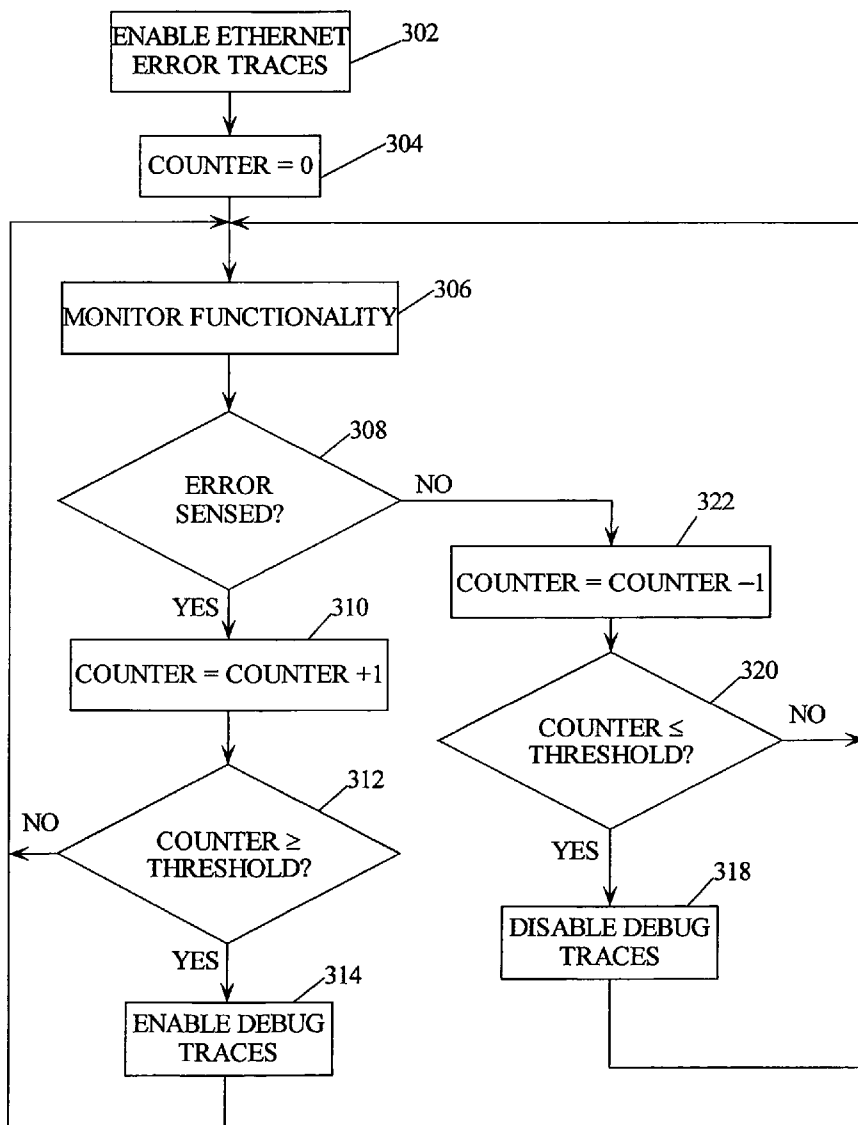 ENABLE ETHERNET
ERROR TRACES
302
304
COUNTER = 0
306
MONITOR FUNCTIONALITY
308
ERROR
SENSED?
NO
322
COUNTER = COUNTER –1
YES
310
COUNTER = COUNTER +1
320
COUNTER ≤
THRESHOLD?
NO
312
NO
COUNTER ≥
THRESHOLD?
YES
318
DISABLE DEBUG
TRACES
YES
314
ENABLE DEBUG
TRACES